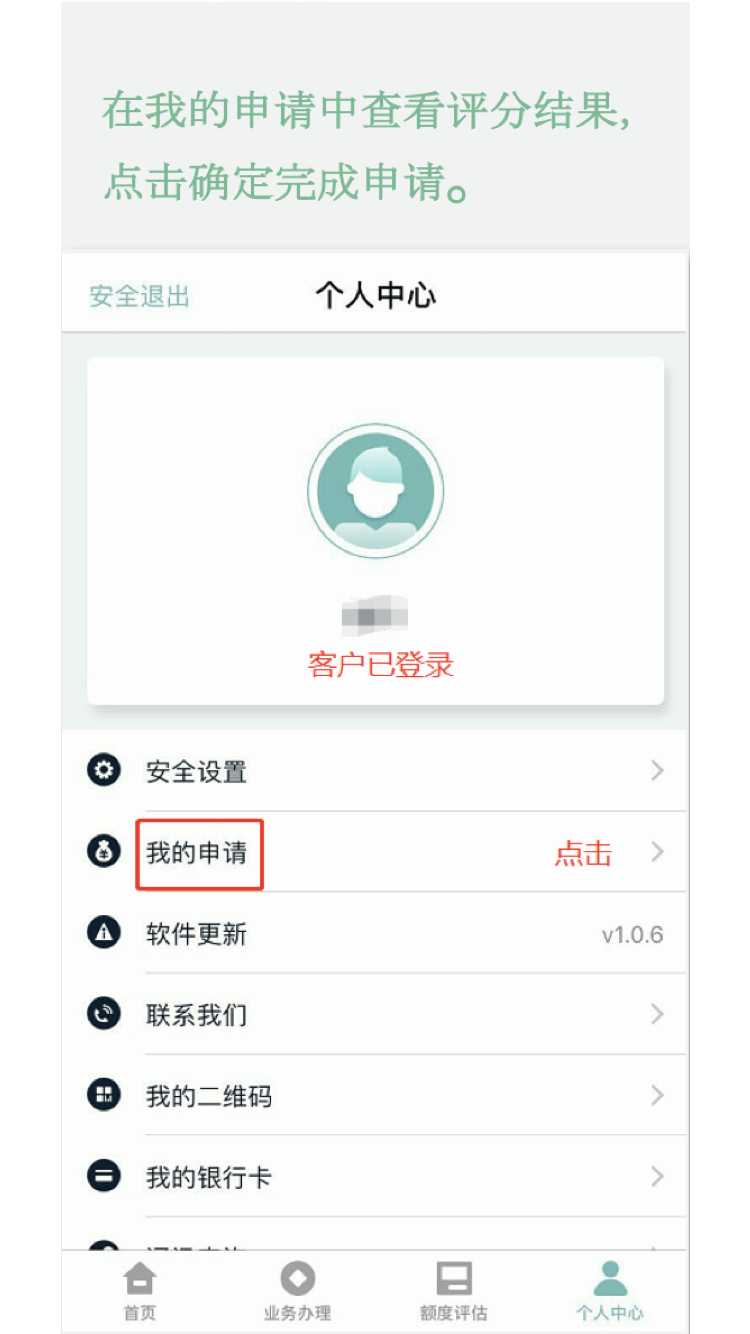 在我的申请中查看评分结果,
点击确定完成申请。
安全退出
个人中心
客户已登录
安全设置
我的申请 点击
软件更新 v1.0.6
联系我们
我的二维码
我的银行卡
首页 业务办理 额度评估 个人中心